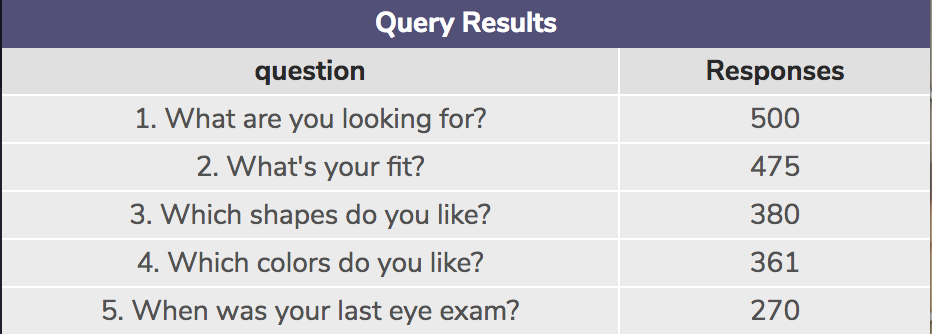 Query Results
question Responses
1. What are you looking for? 500
2. What's your fit? 475
3. Which shapes do you like? 380
4. Which colors do you like? 361
5. When was your last eye exam? 270